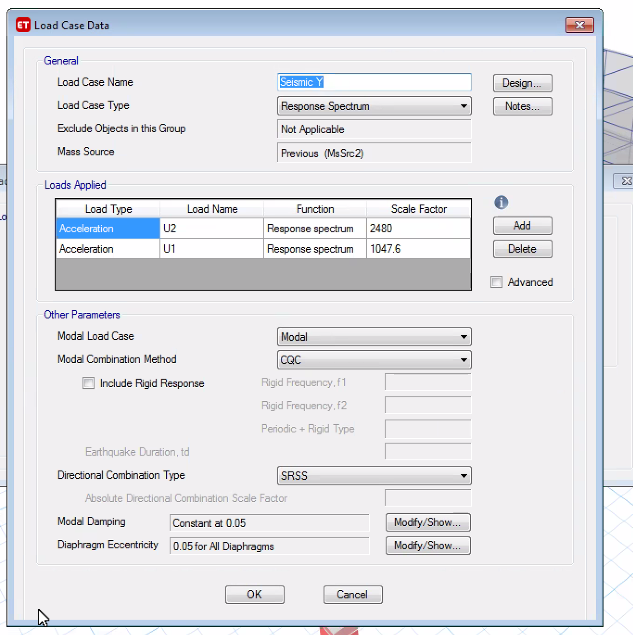 ET Load Case Data
General
Load Case Name Seismic Y Design...
Load Case Type Response Spectrum Notes...
Exclude Objects in this Group Not Applicable
Mass Source Previous (MsSrc2)
Loads Applied
Load Type Load Name Function Scale Factor
Acceleration U2 Response spectrum 2480 Add
Acceleration U1 Response spectrum 1047.6 Delete
Advanced
Other Parameters
Modal Load Case Modal
Modal Combination Method CQC
Include Rigid Response Rigid Frequency, f1
Rigid Frequency, f2
Periodic + Rigid Type
Earthquake Duration, td
Directional Combination Type SRSS
Absolute Directional Combination Scale Factor
Modal Damping Constant at 0.05 Modify/Show...
Diaphragm Eccentricity 0.05 for All Diaphragms Modify/Show...
OK Cancel